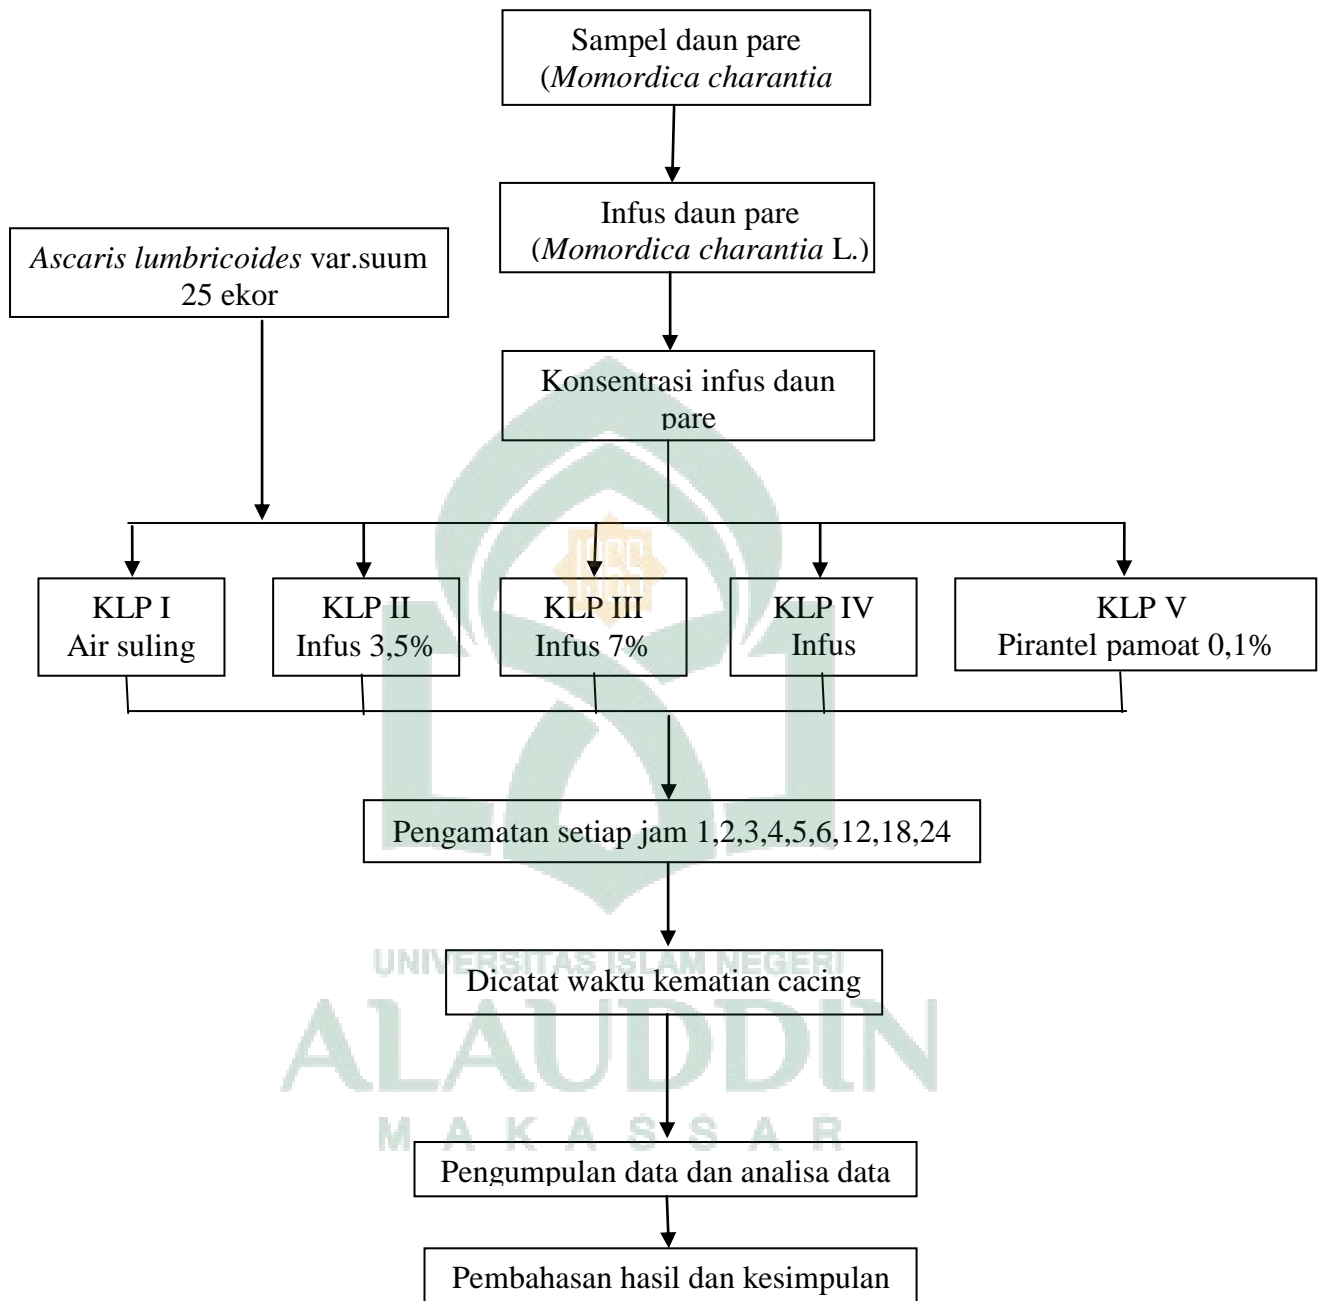 Sampel daun pare
(Momordica charantia
Infus daun pare
(Momordica charantia L.)
Ascaris lumbricoides var.suum
25 ekor
Konsentrasi infus daun
pare
KLP I
Air suling
KLP II
Infus 3,5%
KLP III
Infus 7%
KLP IV
Infus
KLP V
Pirantel pamoat 0,1%
Pengamatan setiap jam 1,2,3,4,5,6,12,18,24
UNIVERSITAS ISLAM NEGERI
Dicatat waktu kematian cacing
ALAUDDIN
MAKASSAR
Pengumpulan data dan analisa data
Pembahasan hasil dan kesimpulan